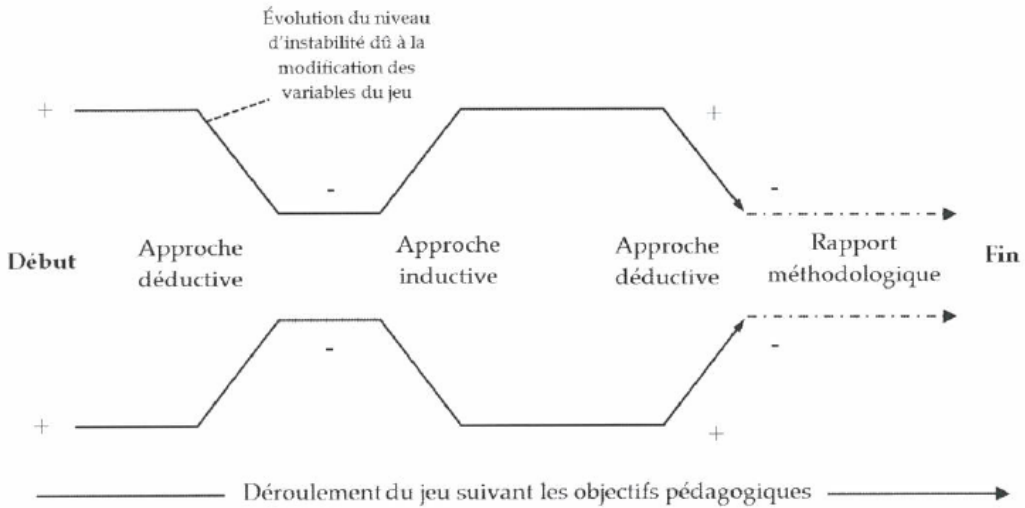 Évolution du niveau
d'instabilité dû à la
modification des
variables du jeu
+
+
-
-
Début
Approche
déductive
Approche
inductive
Approche
déductive
Rapport
méthodologique
Fin
-
-
+
+
Déroulement du jeu suivant les objectifs pédagogiques